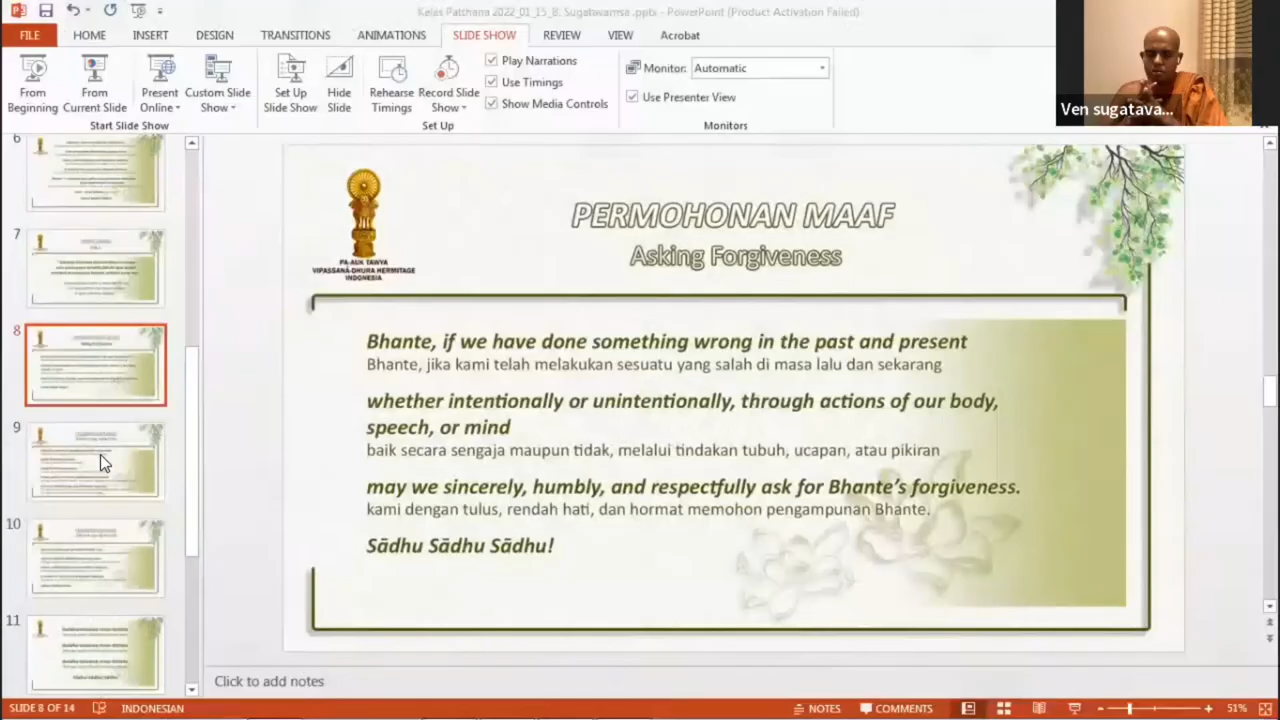 Kelas Patthana 2022_01_15_B. Sugatwamsa .pptx - PowerPoint (Product Activation Failed)
FILE HOME INSERT DESIGN TRANSITIONS ANIMATIONS SLIDE SHOW REVIEW VIEW Acrobat
From Beginning
From Current Slide
Present Online
Custom Slide Show
Start Slide Show
Set Up Slide Show
Hide Slide
Rehearse Timings
Record Slide Show
Play Narrations
Use Timings
Show Media Controls
Set Up
Monitor: Automatic
Use Presenter View
Monitors
Ven sugatava...
6
7
8
9
10
11
PA-AUK TAWYA
VIPASSANĀ-DHURA HERMITAGE
INDONESIA
PERMOHONAN MAAF
Asking Forgiveness
Bhante, if we have done something wrong in the past and present
Bhante, jika kami telah melakukan sesuatu yang salah di masa lalu dan sekarang
whether intentionally or unintentionally, through actions of our body,
speech, or mind
baik secara sengaja maupun tidak, melalui tindakan tubuh, ucapan, atau pikiran
may we sincerely, humbly, and respectfully ask for Bhante's forgiveness.
kami dengan tulus, rendah hati, dan hormat memohon pengampunan Bhante.
Sādhu Sādhu Sādhu!
Click to add notes
SLIDE 8 OF 14 INDONESIAN NOTES COMMENTS 51%